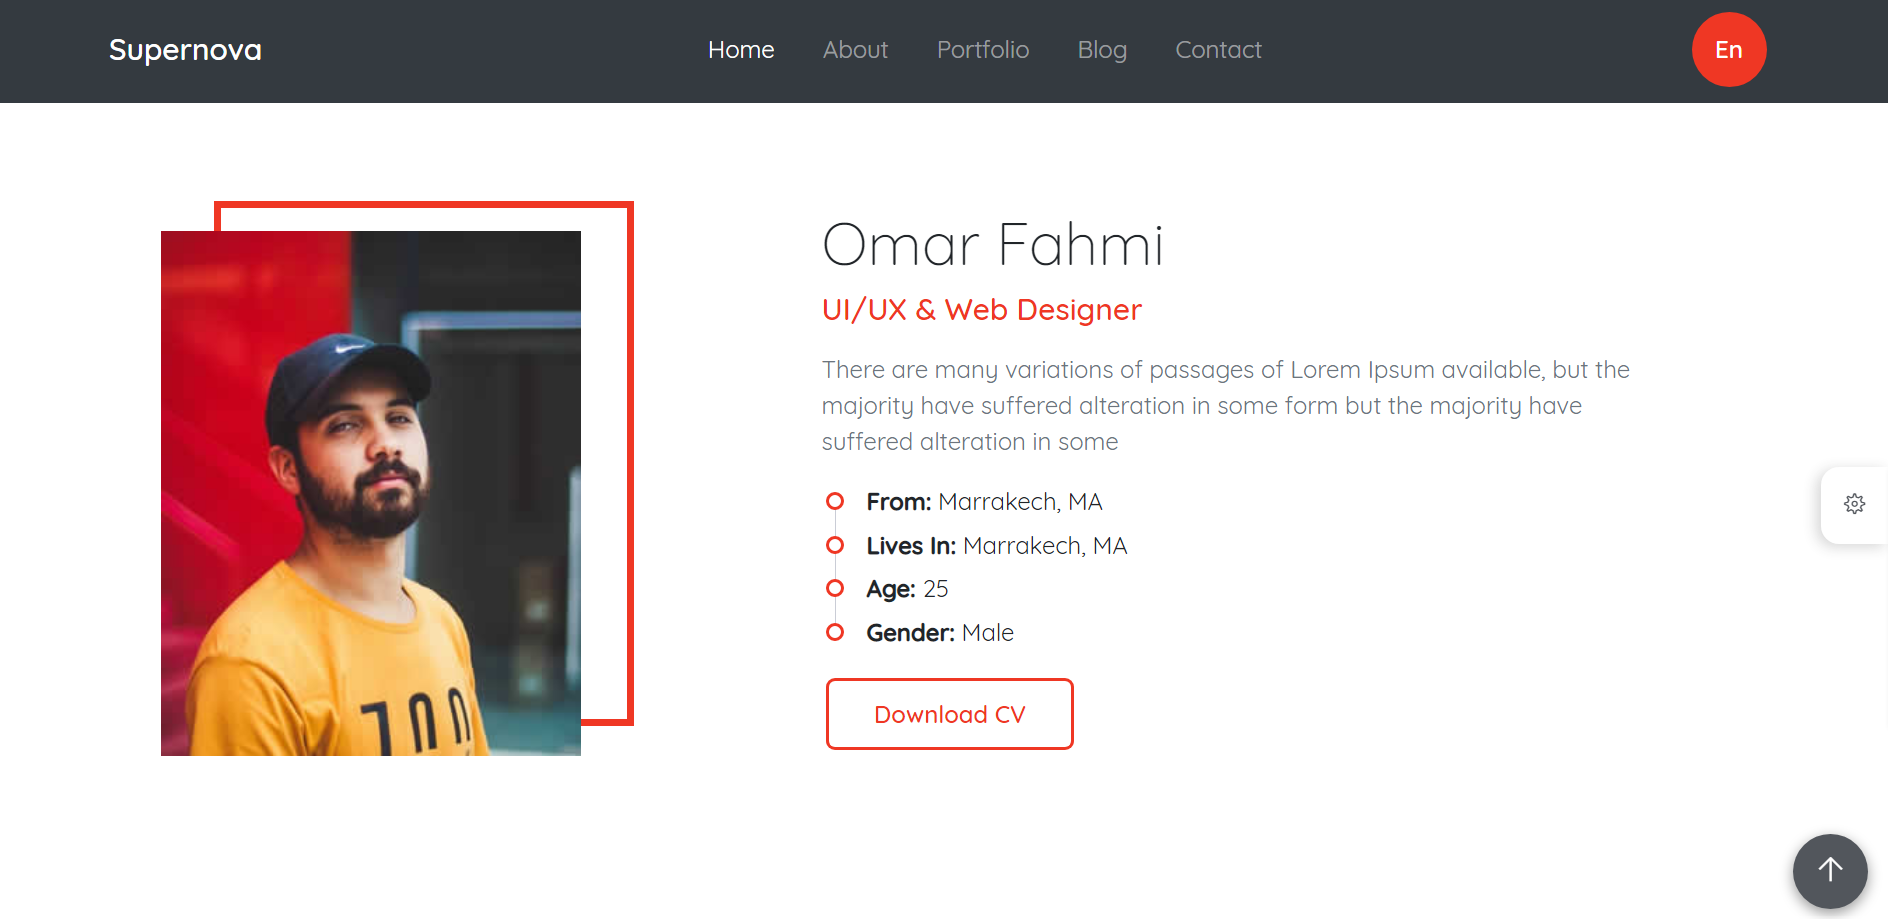 Supernova
Home About Portfolio Blog Contact
En
Omar Fahmi
UI/UX & Web Designer
There are many variations of passages of Lorem Ipsum available, but the
majority have suffered alteration in some form but the majority have
suffered alteration in some
From: Marrakech, MA
Lives In: Marrakech, MA
Age: 25
Gender: Male
Download CV